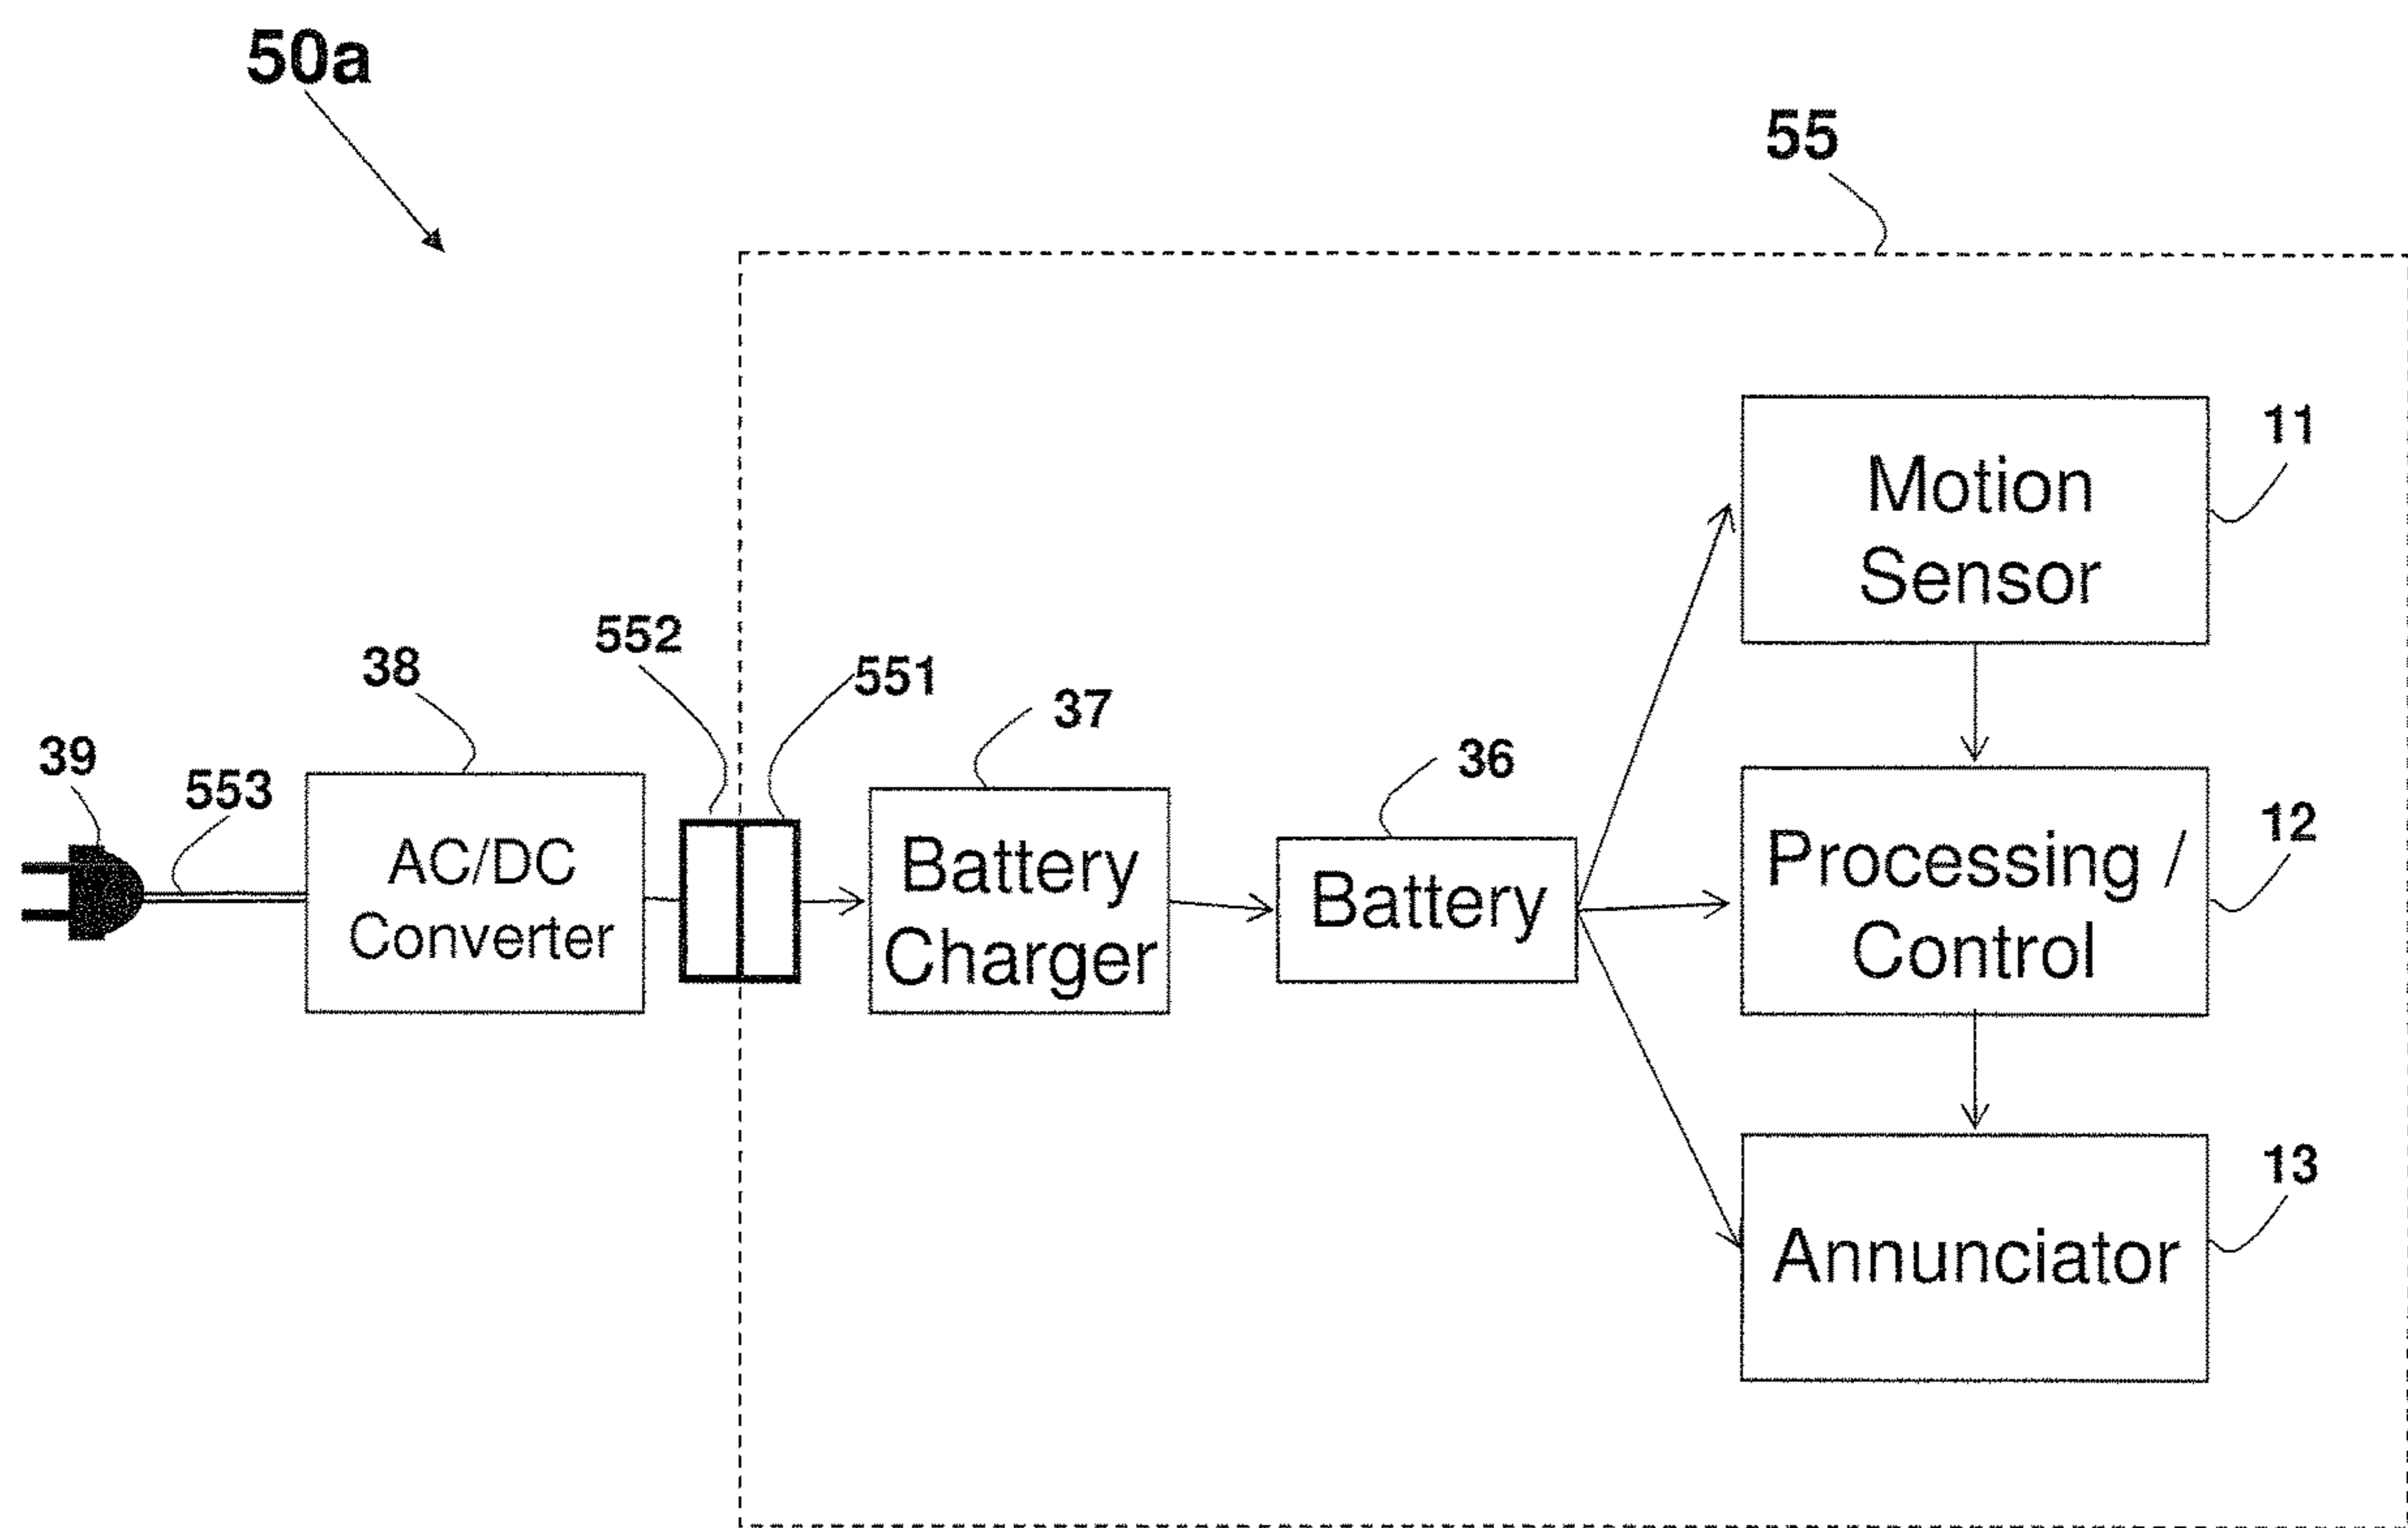 50a
55
11
Motion
Sensor
552
38
551
37
39
36
553
12
AC/DC
Converter
Battery
Charger
Battery
Processing /
Control
13
Annunciator